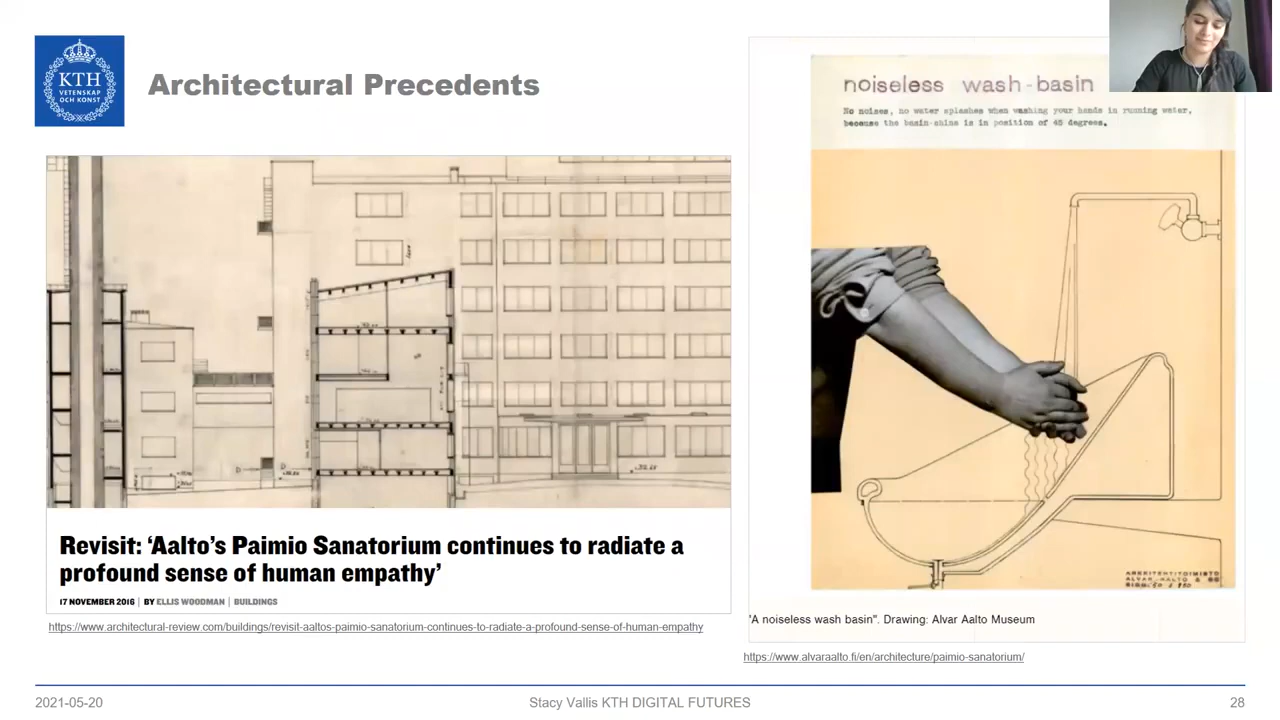 KTH
VETENSKAP
OCH KONST
Architectural Precedents
Revisit: ‘Aalto’s Paimio Sanatorium continues to radiate a
profound sense of human empathy’
17 NOVEMBER 2016 | BY ELLIS WOODMAN | BUILDINGS
https://www.architectural-review.com/buildings/revisit-aaltos-paimio-sanatorium-continues-to-radiate-a-profound-sense-of-human-empathy
noiseless wash-basin
No noises, no water splashes when washing your hands in running water,
because the basin-shins is in position of 45 degrees.
ARKKITEHTITOIMISTO
"A noiseless wash basin". Drawing: Alvar Aalto Museum
https://www.alvaraalto.fi/en/architecture/paimio-sanatorium/
2021-05-20
Stacy Vallis KTH DIGITAL FUTURES
28